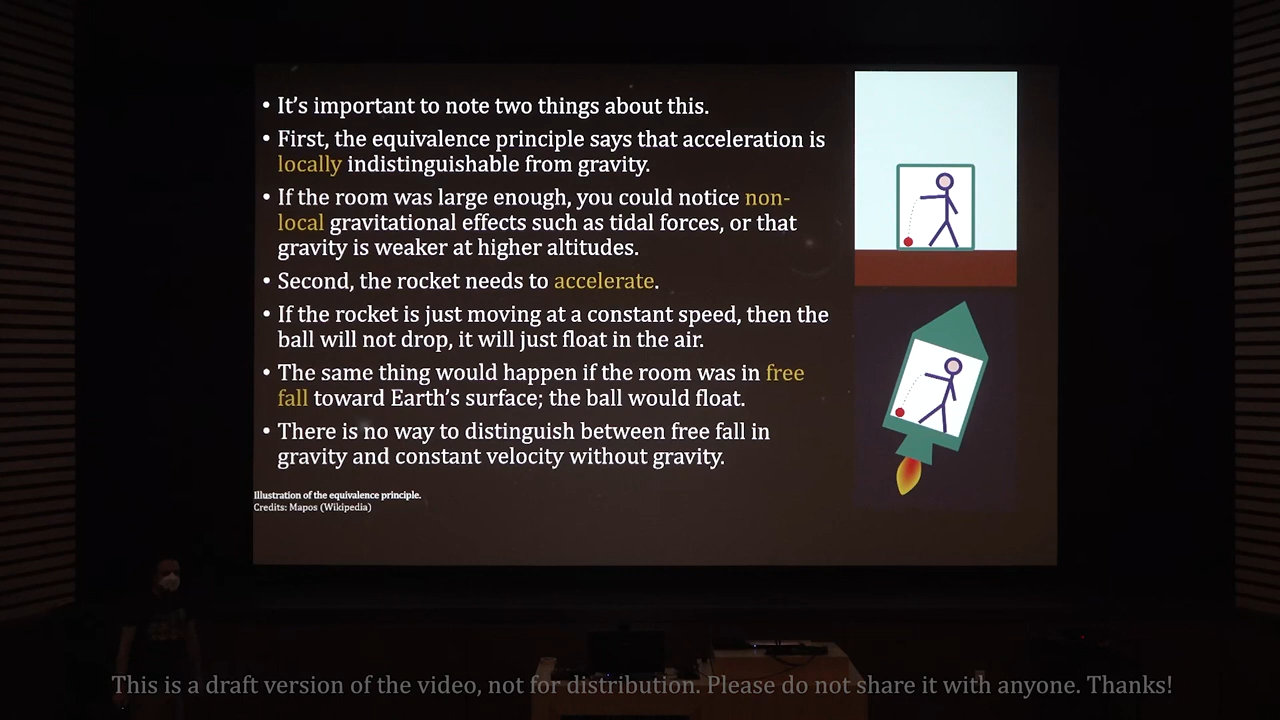 • It’s important to note two things about this.
• First, the equivalence principle says that acceleration is
locally indistinguishable from gravity.
• If the room was large enough, you could notice non-
local gravitational effects such as tidal forces, or that
gravity is weaker at higher altitudes.
• Second, the rocket needs to accelerate.
• If the rocket is just moving at a constant speed, then the
ball will not drop, it will just float in the air.
• The same thing would happen if the room was in free
fall toward Earth’s surface; the ball would float.
• There is no way to distinguish between free fall in
gravity and constant velocity without gravity.
Illustration of the equivalence principle.
Credits: Mapos (Wikipedia)
This is a draft version of the video, not for distribution. Please do not share it with anyone. Thanks!